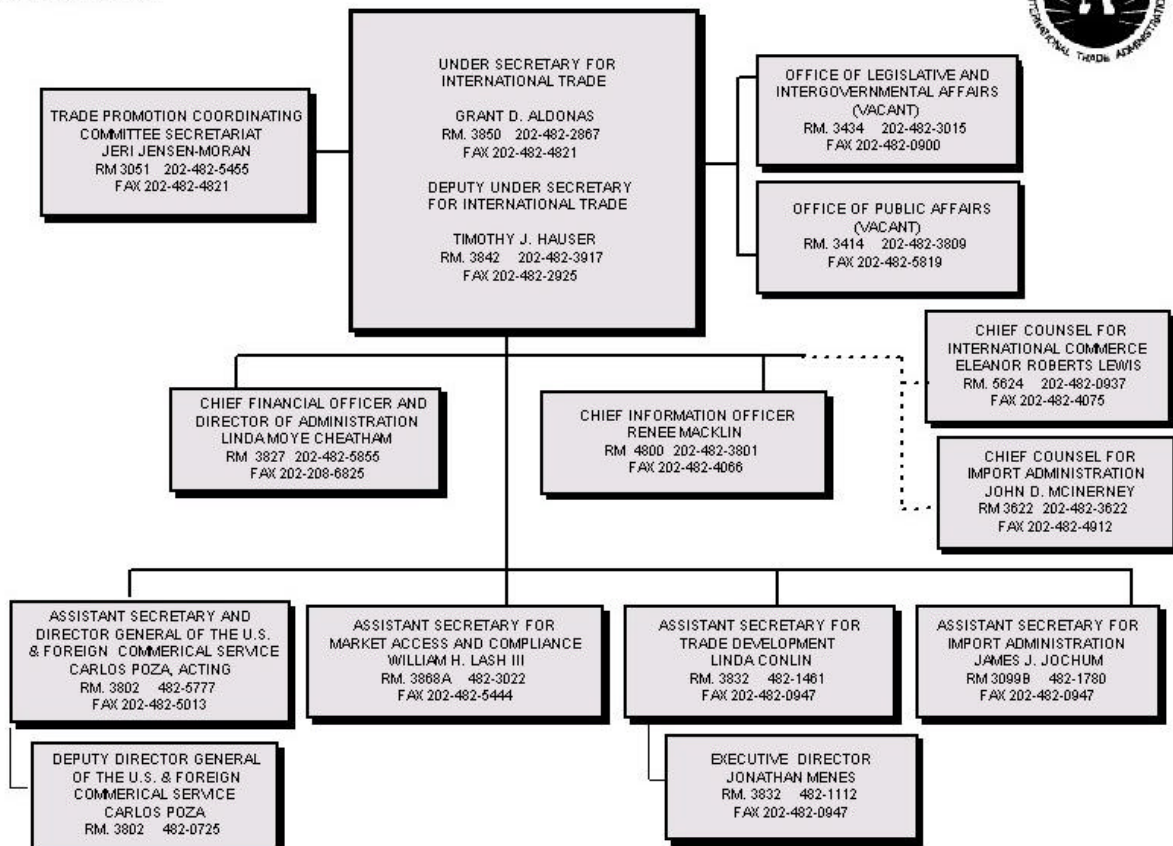 INTERNATIONAL TRADE ADMINISTRATION
UNDER SECRETARY FOR
INTERNATIONAL TRADE
GRANT D. ALDONAS
RM. 3850 202-482-2867
FAX 202-482-4821
DEPUTY UNDER SECRETARY
FOR INTERNATIONAL TRADE
TIMOTHY J. HAUSER
RM. 3842 202-482-3917
FAX 202-482-2925
TRADE PROMOTION COORDINATING
COMMITTEE SECRETARIAT
JERI JENSEN-MORAN
RM 3051 202-482-5455
FAX 202-482-4821
OFFICE OF LEGISLATIVE AND
INTERGOVERNMENTAL AFFAIRS
(VACANT)
RM. 3434 202-482-3015
FAX 202-482-0900
OFFICE OF PUBLIC AFFAIRS
(VACANT)
RM. 3414 202-482-3809
FAX 202-482-5819
CHIEF COUNSEL FOR
INTERNATIONAL COMMERCE
ELEANOR ROBERTS LEWIS
RM. 5624 202-482-0937
FAX 202-482-4075
CHIEF FINANCIAL OFFICER AND
DIRECTOR OF ADMINISTRATION
LINDA MOYE CHEATHAM
RM 3827 202-482-5855
FAX 202-208-6825
CHIEF INFORMATION OFFICER
RENEE MACKLIN
RM 4800 202-482-3801
FAX 202-482-4066
CHIEF COUNSEL FOR
IMPORT ADMINISTRATION
JOHN D. MCINERNEY
RM 3622 202-482-3622
FAX 202-482-4912
ASSISTANT SECRETARY AND
DIRECTOR GENERAL OF THE U.S.
& FOREIGN COMMERICAL SERVICE
CARLOS POZA, ACTING
RM. 3802 482-5777
FAX 202-482-5013
ASSISTANT SECRETARY FOR
MARKET ACCESS AND COMPLIANCE
WILLIAM H. LASH III
RM. 3868A 482-3022
FAX 202-482-5444
ASSISTANT SECRETARY FOR
TRADE DEVELOPMENT
LINDA CONLIN
RM. 3832 482-1461
FAX 202-482-0947
ASSISTANT SECRETARY FOR
IMPORT ADMINISTRATION
JAMES J. JOCHUM
RM 3099B 482-1780
FAX 202-482-0947
DEPUTY DIRECTOR GENERAL
OF THE U.S. & FOREIGN
COMMERICAL SERVICE
CARLOS POZA
RM. 3802 482-0725
EXECUTIVE DIRECTOR
JONATHAN MENES
RM. 3832 482-1112
FAX 202-482-0947